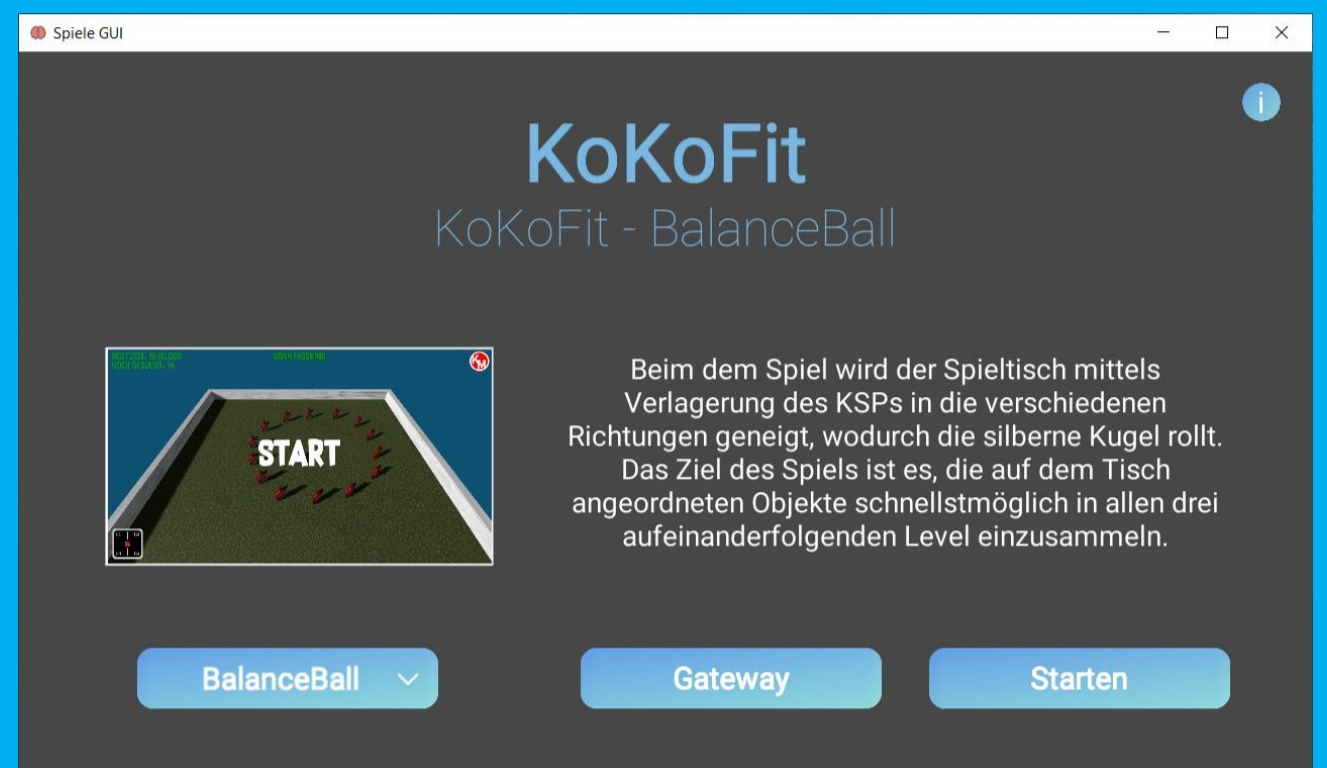 Spiele GUI
i
KoKoFit
KoKoFit - BalanceBall
START
Beim dem Spiel wird der Spieltisch mittels
Verlagerung des KSPs in die verschiedenen
Richtungen geneigt, wodurch die silberne Kugel rollt.
Das Ziel des Spiels ist es, die auf dem Tisch
angeordneten Objekte schnellstmöglich in allen drei
aufeinanderfolgenden Level einzusammeln.
BalanceBall
Gateway
Starten